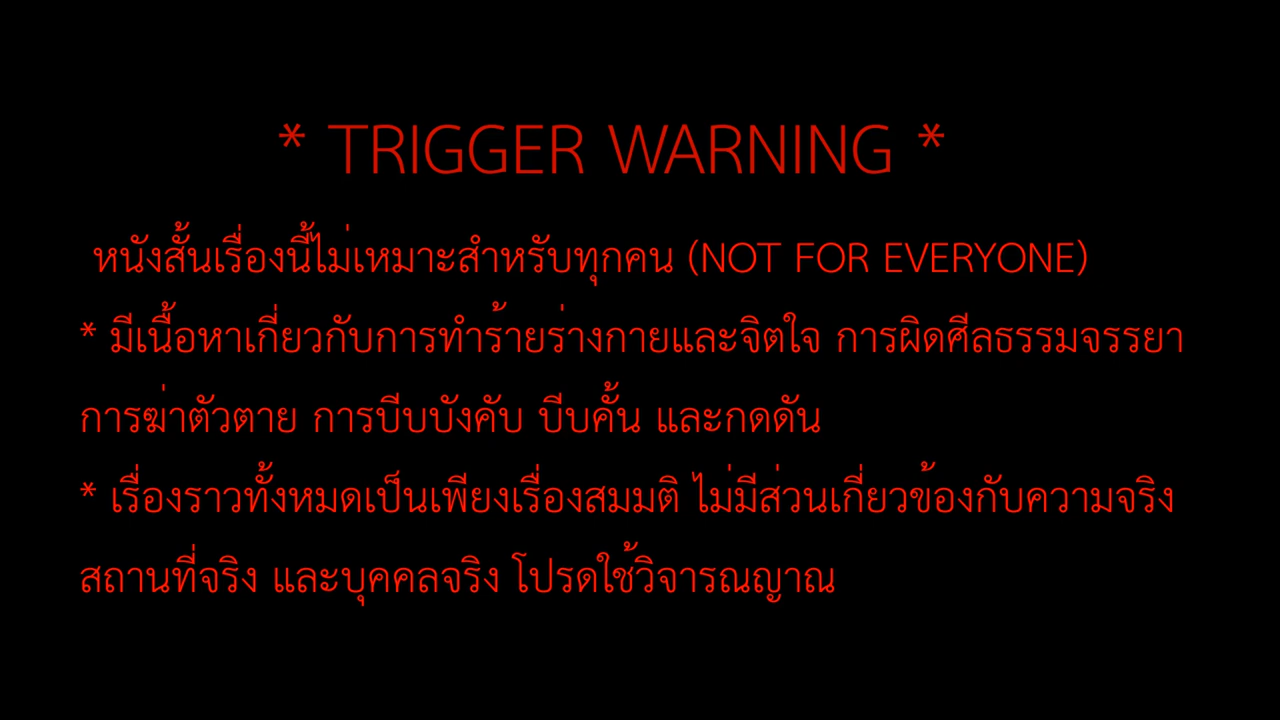 * TRIGGER WARNING *
หนังสั้นเรื่องนี้ไม่เหมาะสำหรับทุกคน (NOT FOR EVERYONE)
* มีเนื้อหาเกี่ยวกับการทำร้ายร่างกายและจิตใจ การผิดศีลธรรมจรรยา
การฆ่าตัวตาย การบีบบังคับ บีบคั้น และกดดัน
* เรื่องราวทั้งหมดเป็นเพียงเรื่องสมมติ ไม่มีส่วนเกี่ยวข้องกับความจริง
สถานที่จริง และบุคคลจริง โปรดใช้วิจารณญาณ